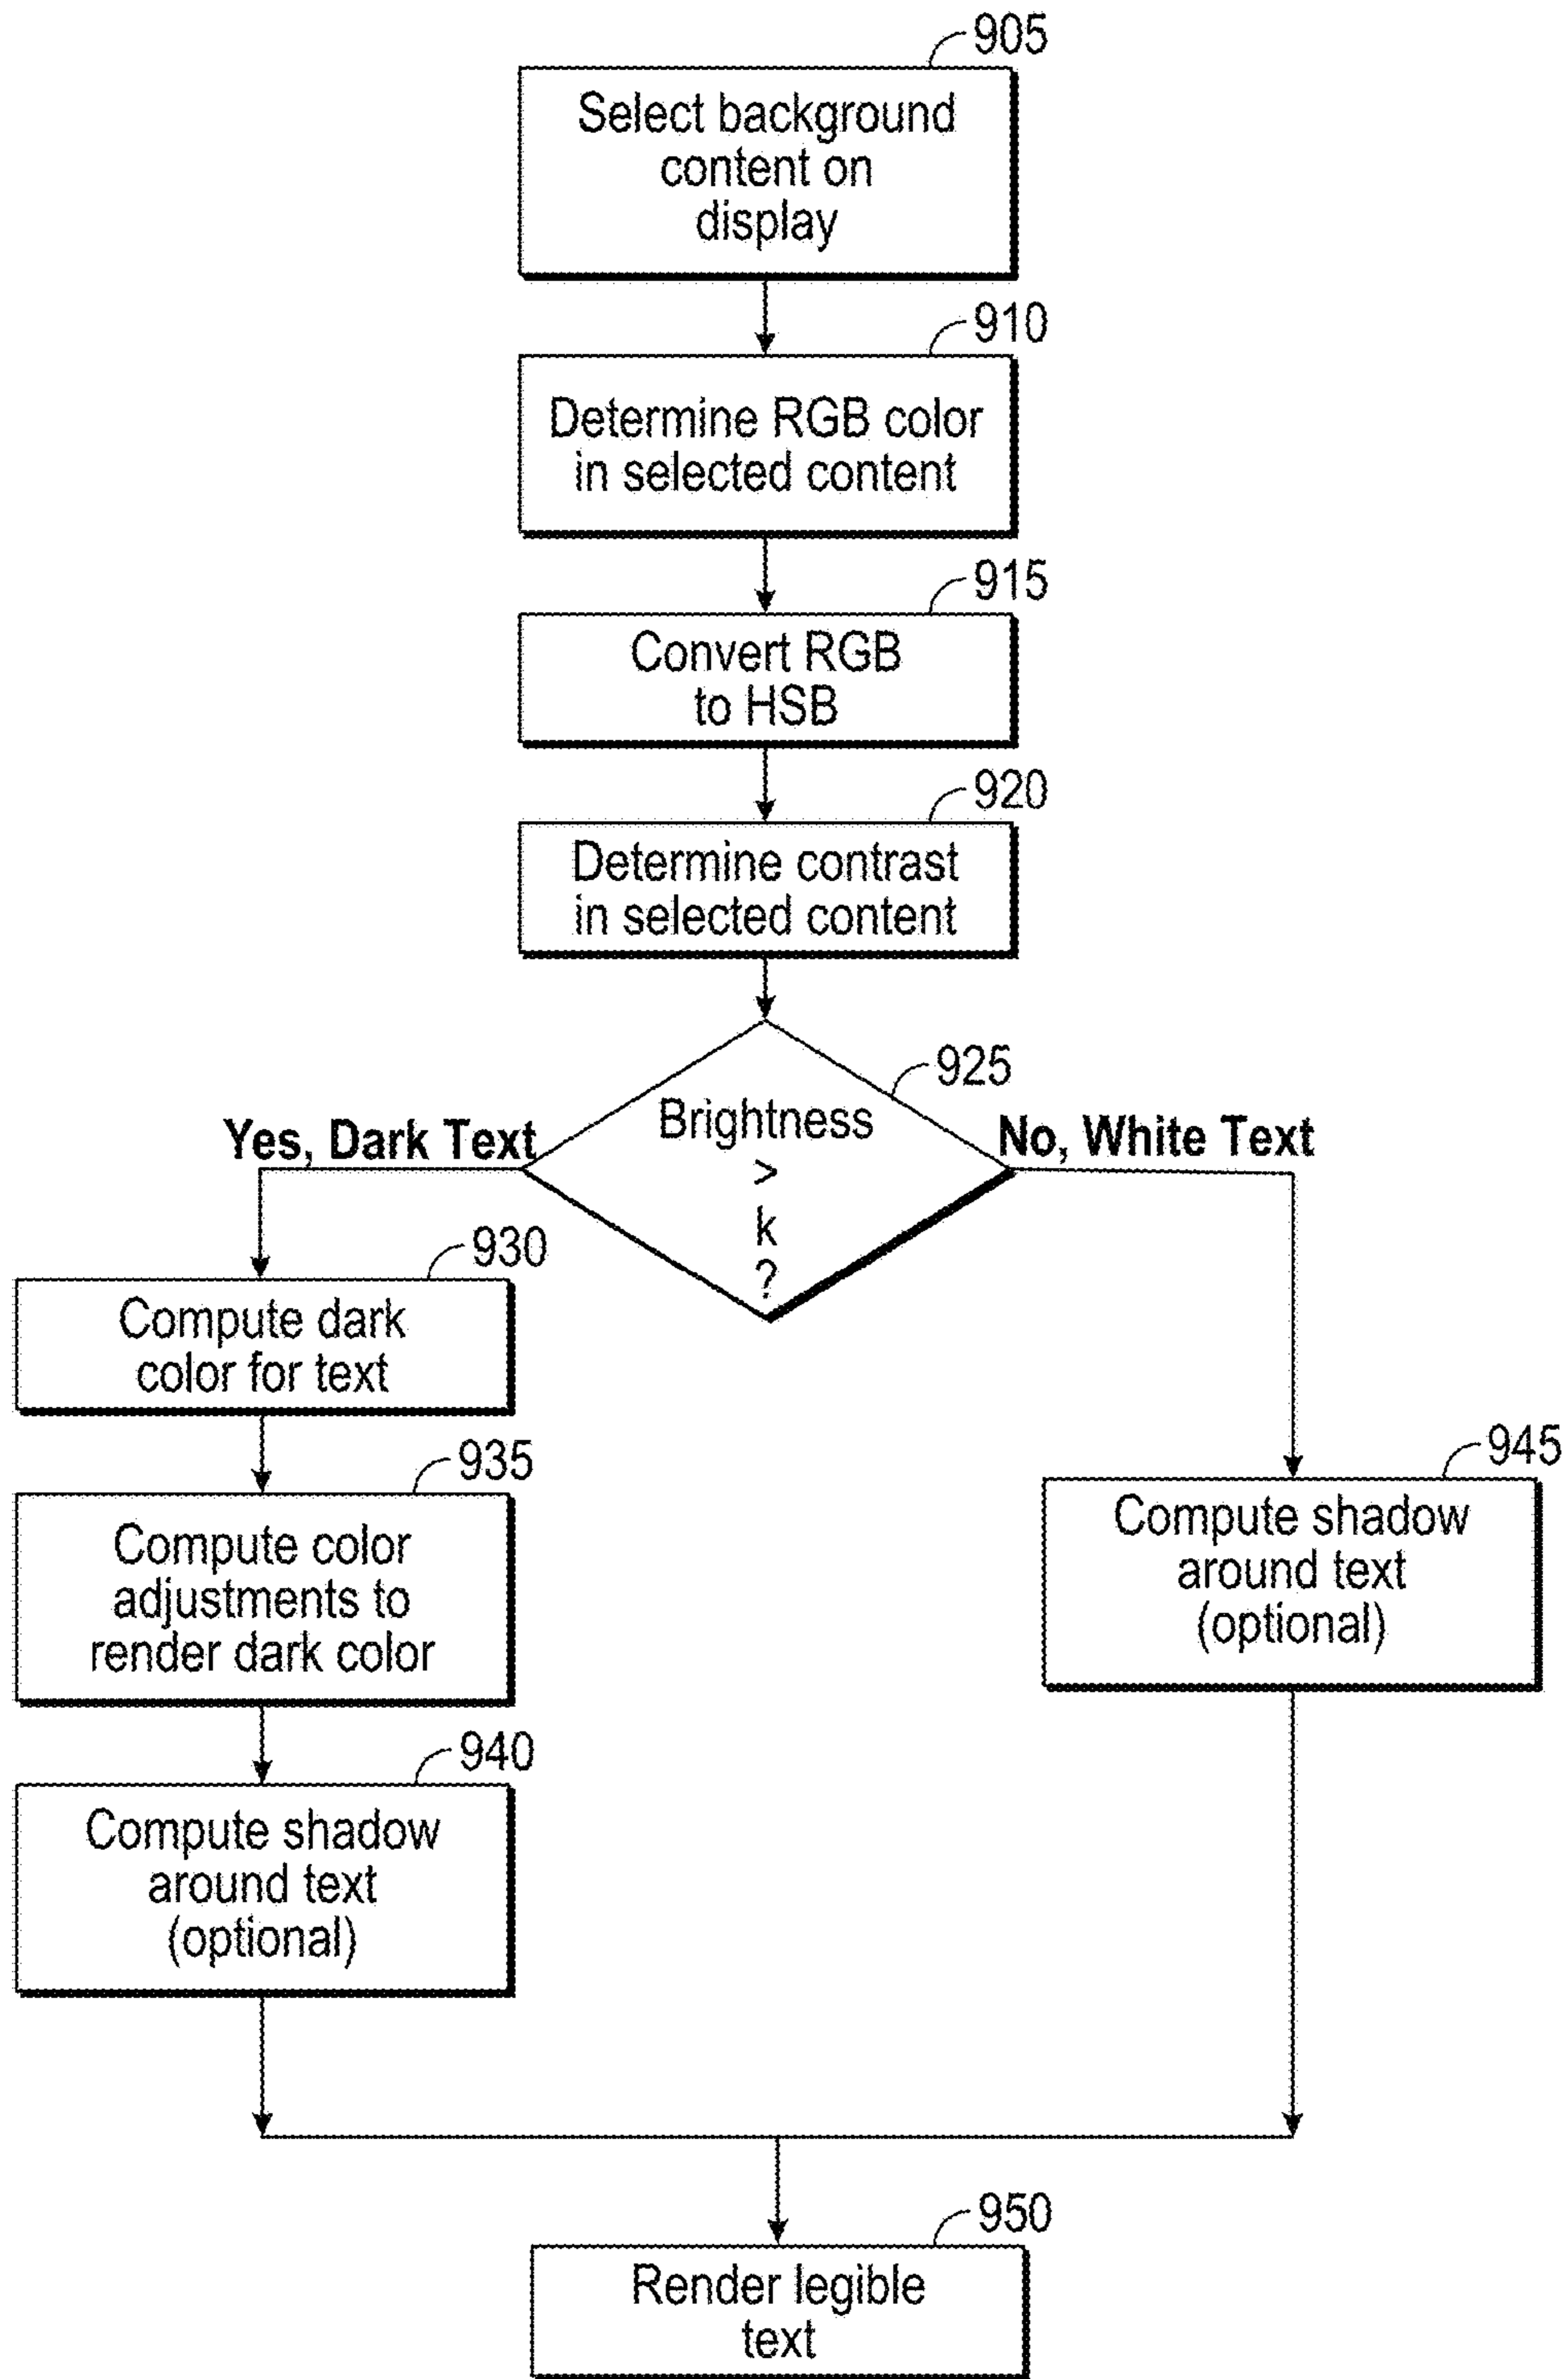 905
Select background
content on
display
910
Determine RGB color
in selected content
915
Convert RGB
to HSB
920
Determine contrast
in selected content
925
Brightness
>
k
?
Yes, Dark Text
No, White Text
930
Compute dark
color for text
935
Compute color
adjustments to
render dark color
940
Compute shadow
around text
(optional)
945
Compute shadow
around text
(optional)
950
Render legible
text